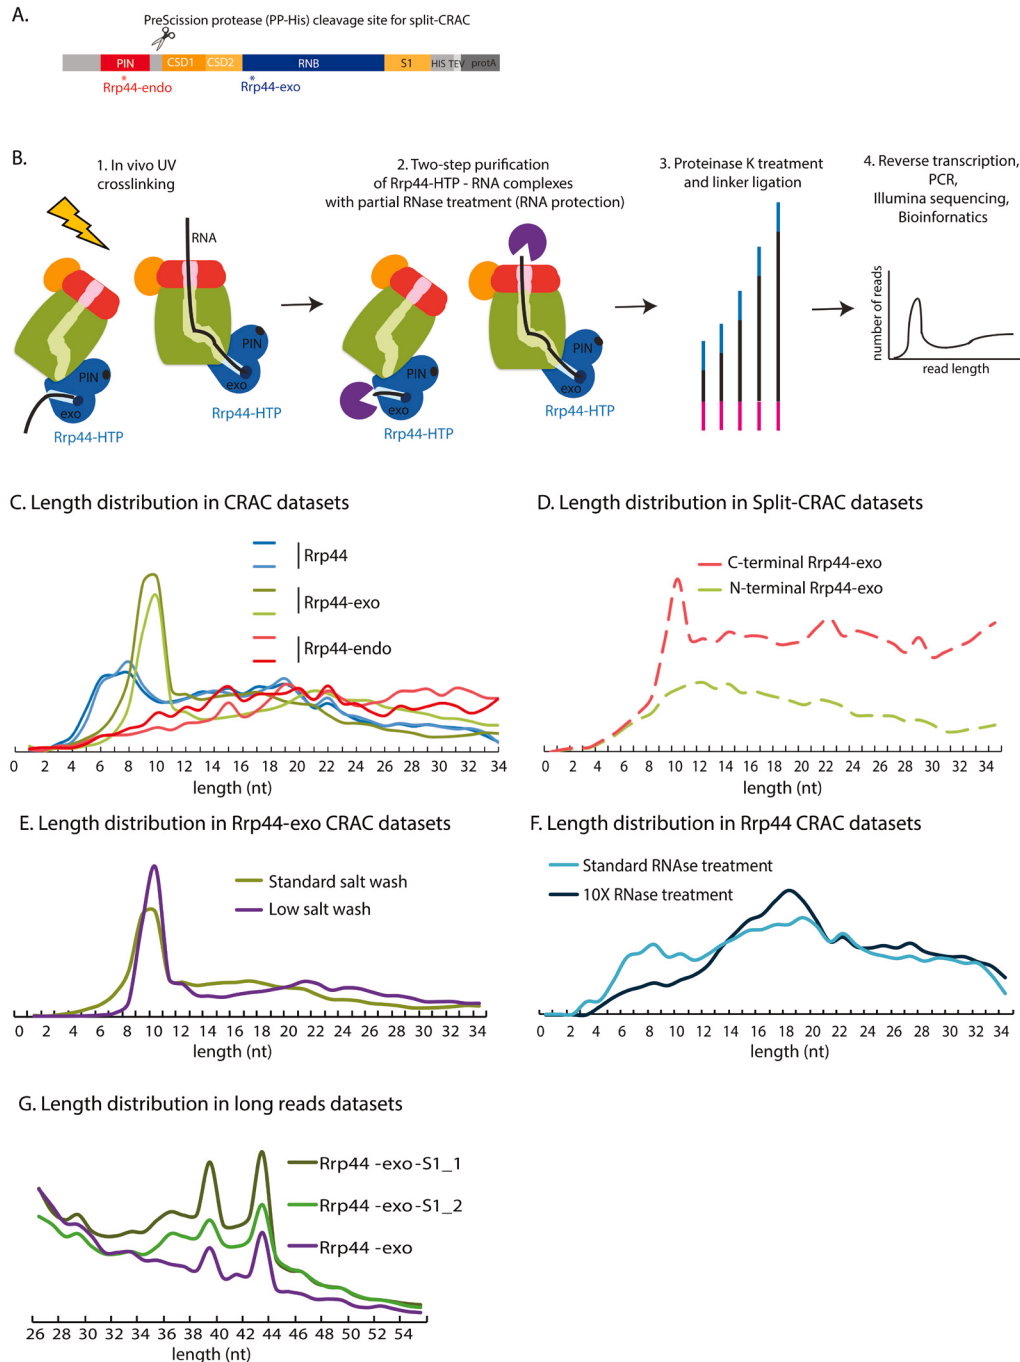 A.
PreScission protease (PP-His) cleavage site for split-CRAC
PIN CSD1 CSD2 RNB S1 HIS TEV protA
* *
Rrp44-endo Rrp44-exo
B.
1. In vivo UV
crosslinking
2. Two-step purification
of Rrp44-HTP - RNA complexes
with partial RNase treatment (RNA protection)
3. Proteinase K treatment
and linker ligation
4. Reverse transcription,
PCR,
Illumina sequencing,
Bioinfornatics
RNA
PIN
exo
Rrp44-HTP
PIN
exo
Rrp44-HTP
PIN
exo
Rrp44-HTP
PIN
exo
Rrp44-HTP
number of reads
read length
C. Length distribution in CRAC datasets
Rrp44
Rrp44-exo
Rrp44-endo
0 2 4 6 8 10 12 14 16 18 20 22 24 26 28 30 32 34
length (nt)
D. Length distribution in Split-CRAC datasets
C-terminal Rrp44-exo
N-terminal Rrp44-exo
0 2 4 6 8 10 12 14 16 18 20 22 24 26 28 30 32 34
length (nt)
E. Length distribution in Rrp44-exo CRAC datasets
Standard salt wash
Low salt wash
0 2 4 6 8 10 12 14 16 18 20 22 24 26 28 30 32 34
length (nt)
F. Length distribution in Rrp44 CRAC datasets
Standard RNAse treatment
10X RNase treatment
0 2 4 6 8 10 12 14 16 18 20 22 24 26 28 30 32 34
length (nt)
G. Length distribution in long reads datasets
Rrp44 -exo-S1_1
Rrp44 -exo-S1_2
Rrp44 -exo
26 28 30 32 34 36 38 40 42 44 46 48 50 52 54
length (nt)